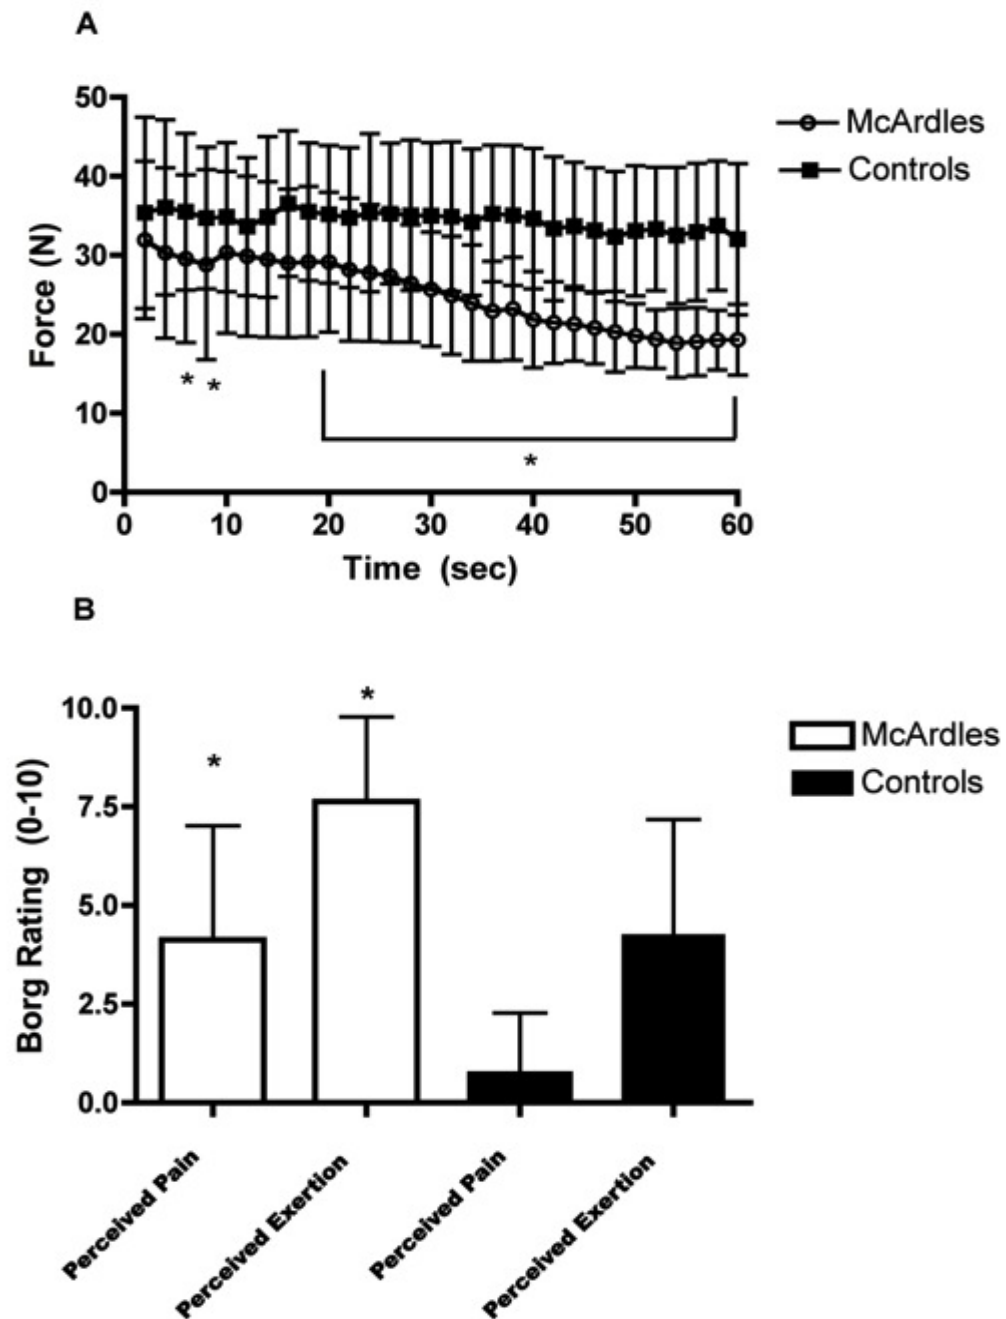 A
50
40
30
20
10
0
Force (N)
* *
*
0 10 20 30 40 50 60
Time (sec)
McArdles
Controls
B
10.0
7.5
5.0
2.5
0.0
Borg Rating (0-10)
*
*
McArdles
Controls
Perceived Pain
Perceived Exertion
Perceived Pain
Perceived Exertion